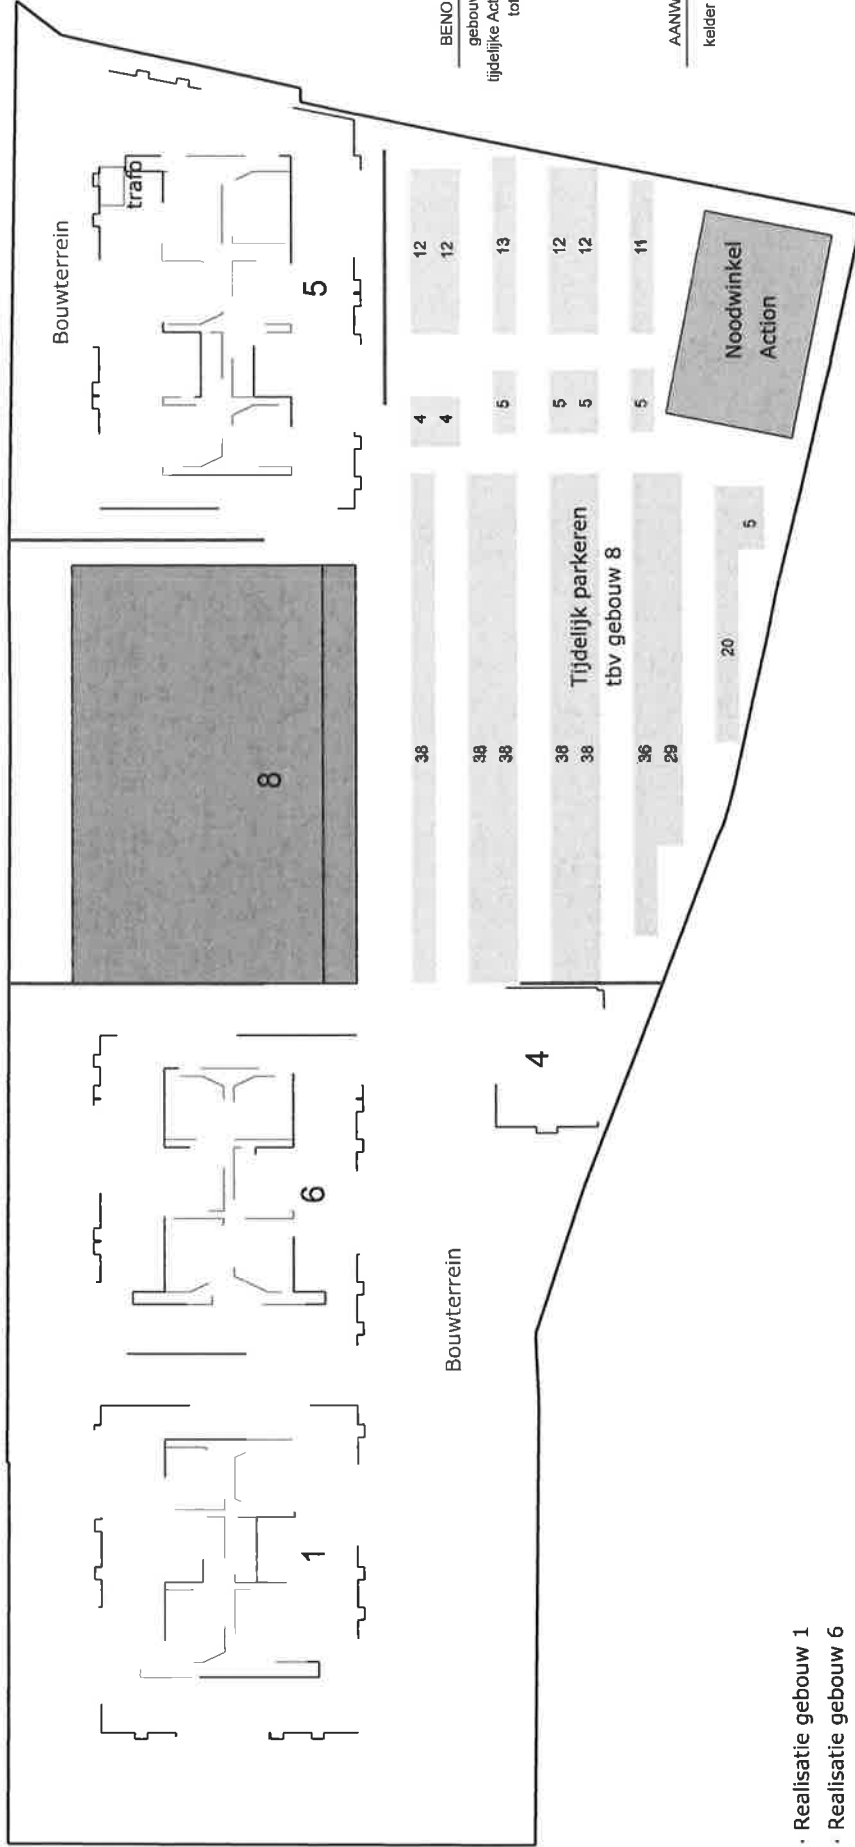 Bouwterrein
trafo
8
1
6
5
Bouwterrein
4
38
4
12
4
12
38
38
5
13
38
38
5
5
12
12
Tijdelijk parkeren
tbv gebouw 8
36
29
5
11
20
5
Noodwinkel
Action
BENO
gebouw
tijdelijke Act
tot
AANW
kelder
· Realisatie gebouw 1
· Realisatie gebouw 6